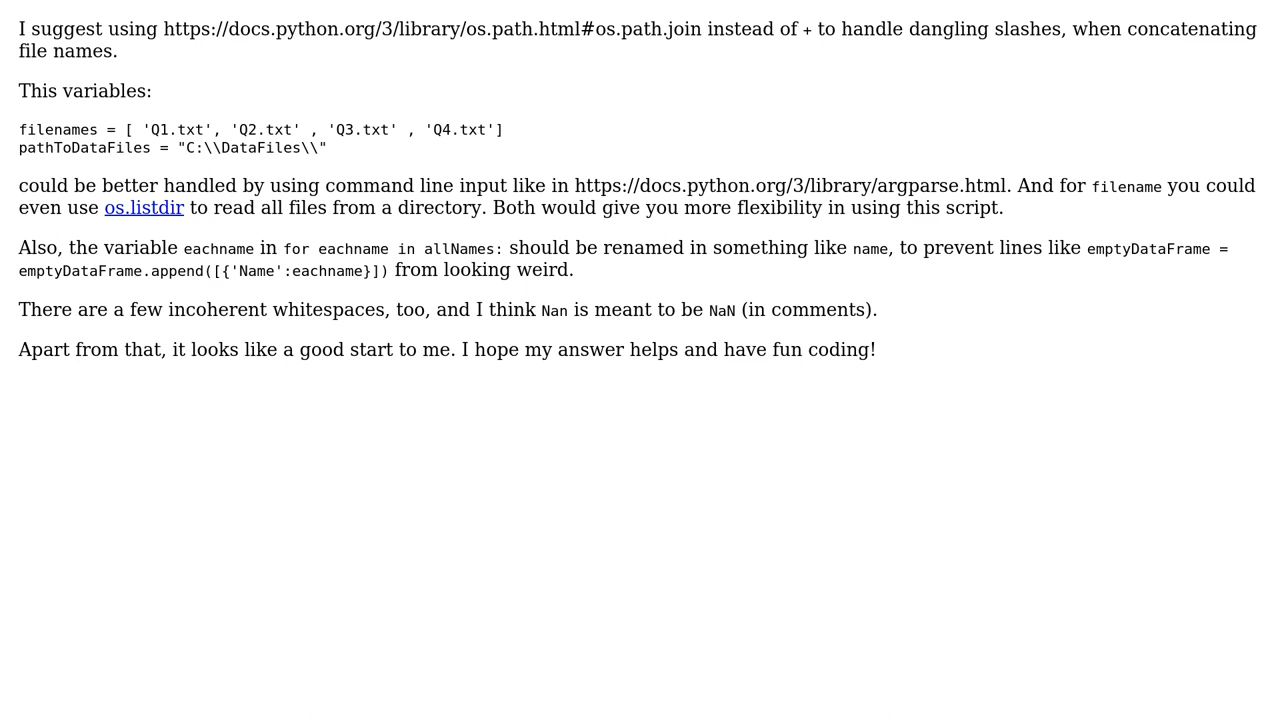 I suggest using https://docs.python.org/3/library/os.path.html#os.path.join instead of + to handle dangling slashes, when concatenating
file names.
This variables:
filenames = [ 'Q1.txt', 'Q2.txt' , 'Q3.txt' , 'Q4.txt']
pathToDataFiles = "C:\\DataFiles\\"
could be better handled by using command line input like in https://docs.python.org/3/library/argparse.html. And for filename you could
even use os.listdir to read all files from a directory. Both would give you more flexibility in using this script.
Also, the variable eachname in for eachname in allNames: should be renamed in something like name, to prevent lines like emptyDataFrame =
emptyDataFrame.append([{'Name':eachname}]) from looking weird.
There are a few incoherent whitespaces, too, and I think Nan is meant to be NaN (in comments).
Apart from that, it looks like a good start to me. I hope my answer helps and have fun coding!